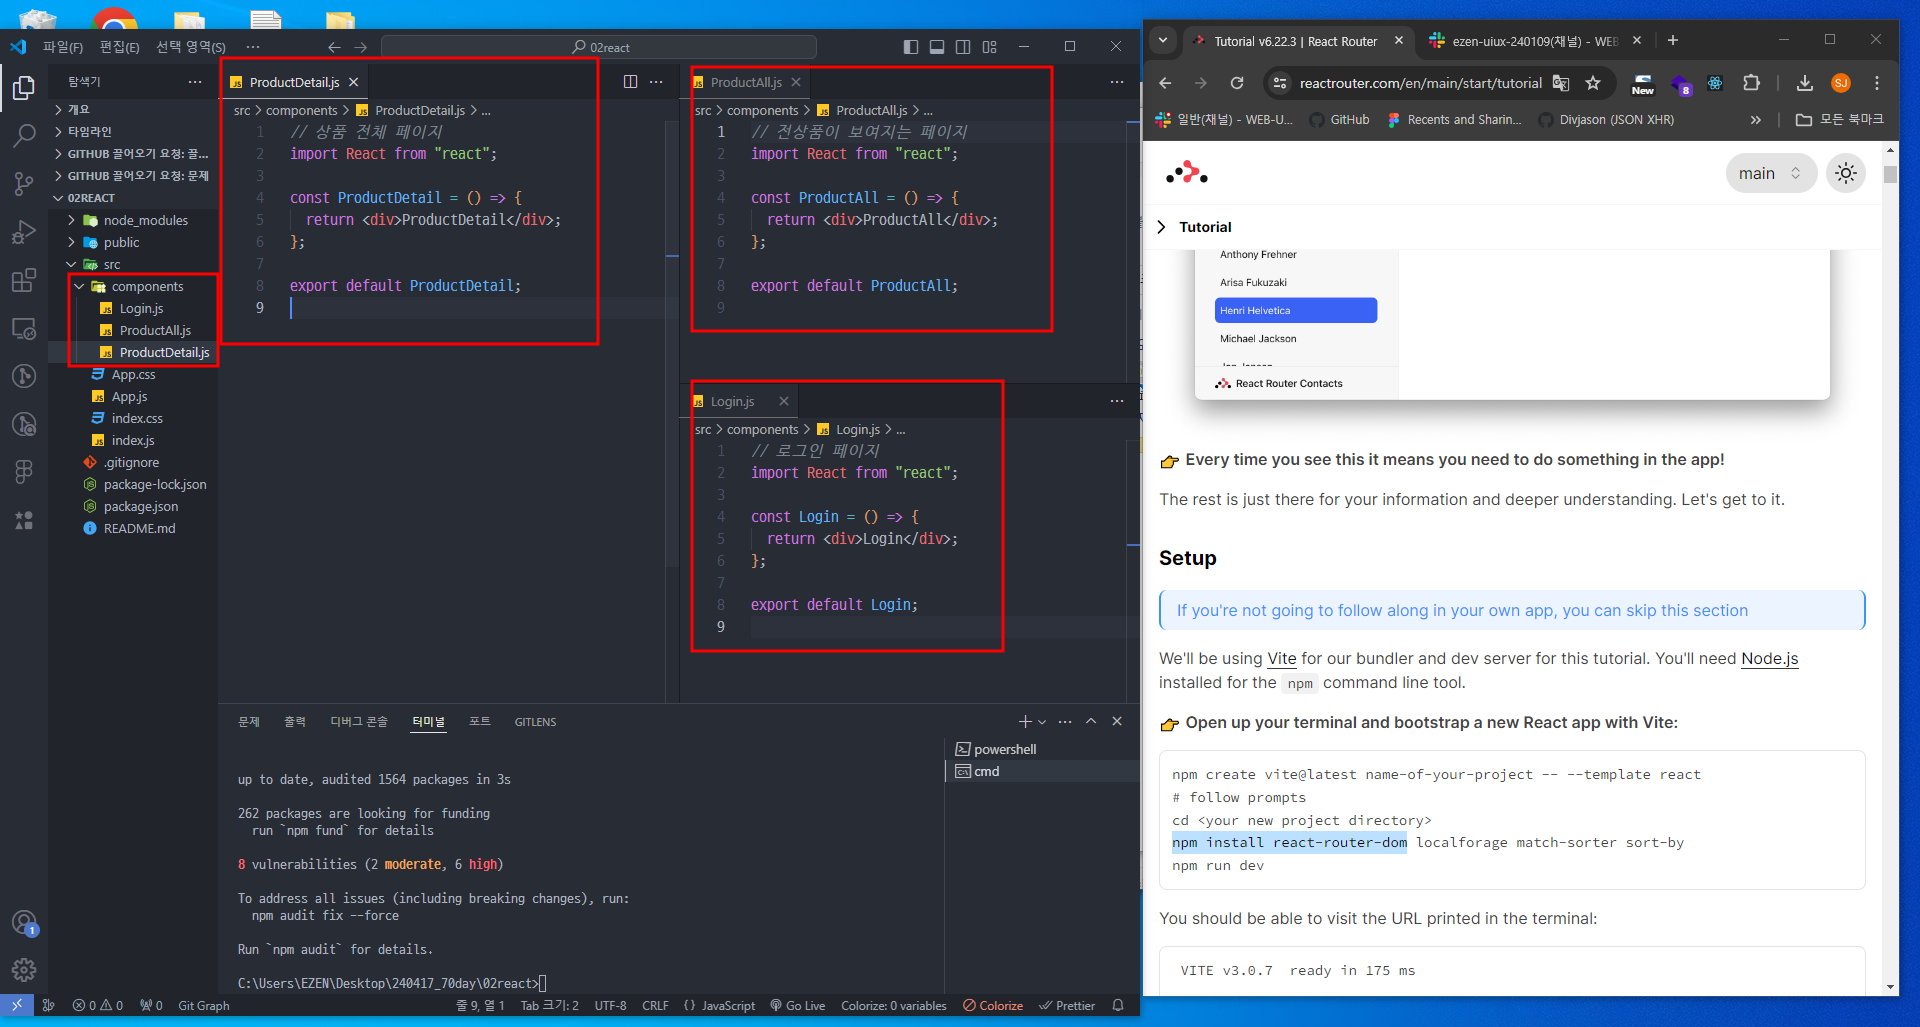 파일(F) 편집(E) 선택 영역(S) ··· 02react
탐색기 ···
개요
타임라인
GITHUB 끌어오기 요청: 끌...
GITHUB 끌어오기 요청: 문제
02REACT
node_modules
public
src
components
Login.js
ProductAll.js
ProductDetail.js
App.css
App.js
index.css
index.js
.gitignore
package-lock.json
package.json
README.md
1
ProductDetail.js
src > components > ProductDetail.js > ...
1 // 상품 전체 페이지
2 import React from "react";
3
4 const ProductDetail = () => {
5 return <div>ProductDetail</div>;
6 };
7
8 export default ProductDetail;
9
ProductAll.js
src > components > ProductAll.js > ...
1 // 전상품이 보여지는 페이지
2 import React from "react";
3
4 const ProductAll = () => {
5 return <div>ProductAll</div>;
6 };
7
8 export default ProductAll;
9
Login.js
src > components > Login.js > ...
1 // 로그인 페이지
2 import React from "react";
3
4 const Login = () => {
5 return <div>Login</div>;
6 };
7
8 export default Login;
9
문제 출력 디버그 콘솔 터미널 포트 GITLENS
powershell
cmd
up to date, audited 1564 packages in 3s
262 packages are looking for funding
run `npm fund` for details
8 vulnerabilities (2 moderate, 6 high)
To address all issues (including breaking changes), run:
npm audit fix --force
Run `npm audit` for details.
C:\Users\EZEN\Desktop\240417_70day\02react>
0 0 0 Git Graph 줄 9, 열 1 Tab 크기: 2 UTF-8 CRLF {} JavaScript Go Live Colorize: 0 variables Colorize Prettier
Tutorial v6.22.3 | React Router ezen-uiux-240109(채널) - WEB
reactrouter.com/en/main/start/tutorial New 8 SJ
일반(채널) - WEB-U... GitHub Recents and Sharin... Divjason (JSON XHR) » 모든 북마크
main
Tutorial
Anthony Frehner
Arisa Fukuzaki
Henri Helvetica
Michael Jackson
React Router Contacts
👉 Every time you see this it means you need to do something in the app!
The rest is just there for your information and deeper understanding. Let's get to it.
Setup
If you're not going to follow along in your own app, you can skip this section
We'll be using Vite for our bundler and dev server for this tutorial. You'll need Node.js
installed for the npm command line tool.
👉 Open up your terminal and bootstrap a new React app with Vite:
npm create vite@latest name-of-your-project -- --template react
# follow prompts
cd <your new project directory>
npm install react-router-dom localforage match-sorter sort-by
npm run dev
You should be able to visit the URL printed in the terminal:
VITE v3.0.7 ready in 175 ms